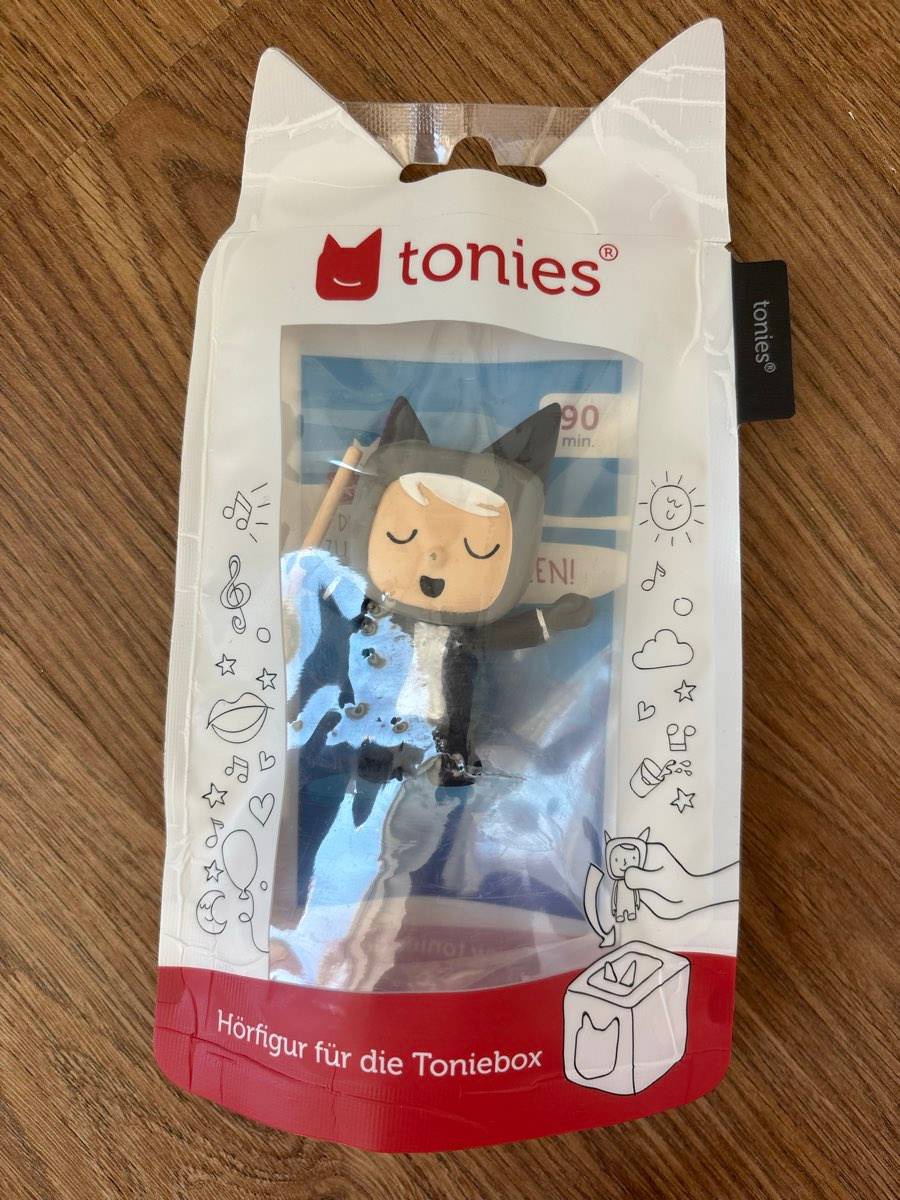 tonies®
tonies®
90
min.
EN!
Hörfigur für die Toniebox